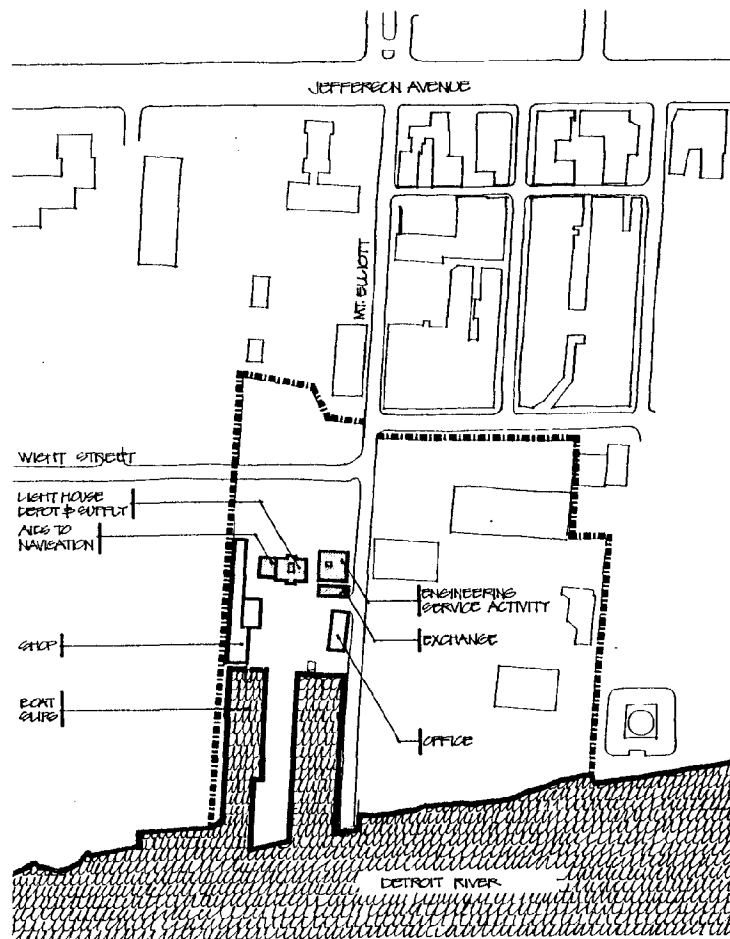 JEFFERSON AVENUE
MT. ELLIOTT
WIGHT STREET
LIGHT HOUSE
DEPOT & SUPPLY
AIDS TO
NAVIGATION
ENGINEERING
SERVICE ACTIVITY
EXCHANGE
SHOP
BOAT
SLIPS
OFFICE
DETROIT RIVER